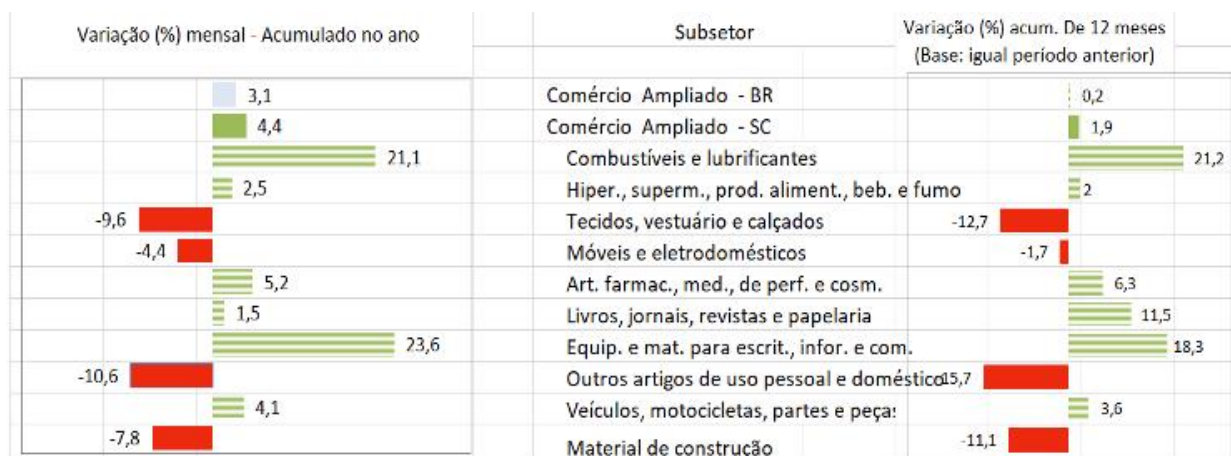 Variação (%) mensal - Acumulado no ano
Subsetor
Variação (%) acum. De 12 meses
(Base: igual período anterior)
3,1 Comércio Ampliado - BR 0,2
4,4 Comércio Ampliado - SC 1,9
21,1 Combustíveis e lubrificantes 21,2
2,5 Hiper., superm., prod. aliment., beb. e fumo 2
-9,6 Tecidos, vestuário e calçados -12,7
-4,4 Móveis e eletrodomésticos -1,7
5,2 Art. farmac., med., de perf. e cosm. 6,3
1,5 Livros, jornais, revistas e papelaria 11,5
23,6 Equip. e mat. para escrit., infor. e com. 18,3
-10,6 Outros artigos de uso pessoal e doméstico 15,7
4,1 Veículos, motocicletas, partes e peças 3,6
-7,8 Material de construção -11,1